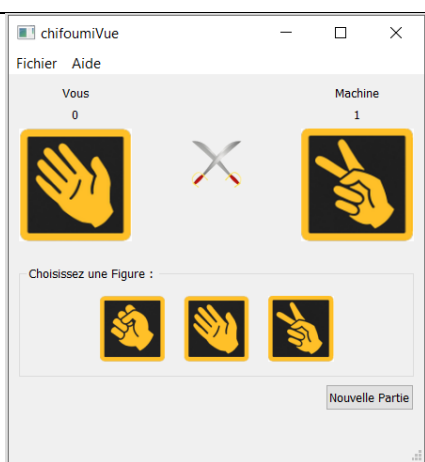 chifoumiVue
Fichier Aide
Vous Machine
0 1
Choisissez une Figure :
Nouvelle Partie